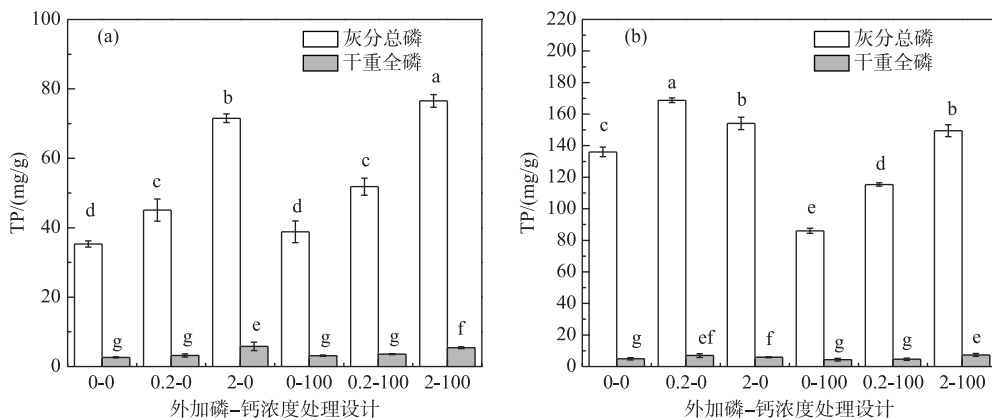 (a)
灰分总磷
干重全磷
TP/(mg/g)
100
80
60
40
20
0
d
g
c
g
b
e
d
g
c
g
a
f
0-0
0.2-0
2-0
0-100
0.2-100
2-100
(b)
灰分总磷
干重全磷
TP/(mg/g)
220
200
180
160
140
120
100
80
60
40
20
0
c
g
a
ef
b
f
e
g
d
g
b
e
0-0
0.2-0
2-0
0-100
0.2-100
2-100
外加磷–钙浓度处理设计
外加磷–钙浓度处理设计